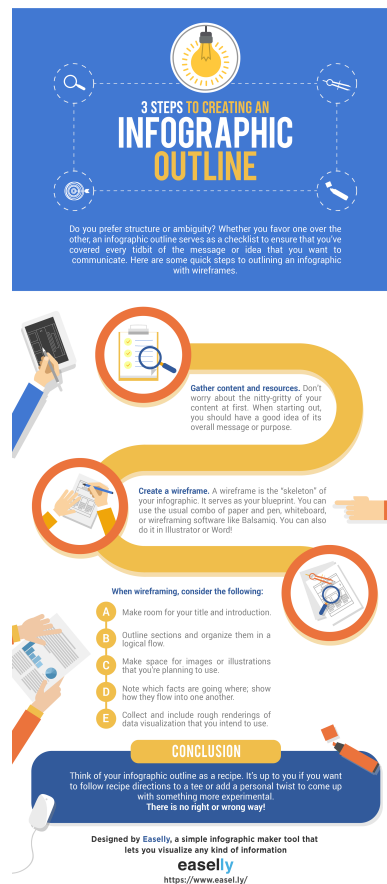 3 STEPS TO CREATING AN
INFOGRAPHIC
OUTLINE
Do you prefer structure or ambiguity? Whether you favor one over the
other, an infographic outline serves as a checklist to ensure that you've
covered every tidbit of the message or idea that you want to
communicate. Here are some quick steps to outlining an infographic
with wireframes.
Gather content and resources. Don't
worry about the nitty-gritty of your
content at first. When starting out,
you should have a good idea of its
overall message or purpose.
Create a wireframe. A wireframe is the "skeleton" of
your infographic. It serves as your blueprint. You can
use the usual combo of paper and pen, whiteboard,
or wireframing software like Balsamiq. You can also
do it in Illustrator or Word!
When wireframing, consider the following:
A Make room for your title and introduction.
B Outline sections and organize them in a
logical flow.
C Make space for images or illustrations
that you're planning to use.
D Note which facts are going where; show
how they flow into one another.
E Collect and include rough renderings of
data visualization that you intend to use.
CONCLUSION
Think of your infographic outline as a recipe. It's up to you if you want
to follow recipe directions to a tee or add a personal twist to come up
with something more experimental.
There is no right or wrong way!
Designed by Easelly, a simple infographic maker tool that
lets you visualize any kind of information
easelly
https://www.easel.ly/